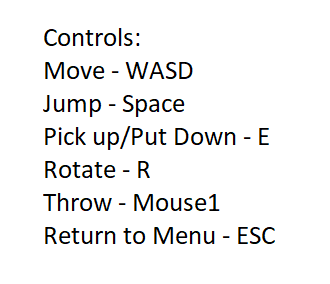 Controls:
Move - WASD
Jump - Space
Pick up/Put Down - E
Rotate - R
Throw - Mouse1
Return to Menu - ESC